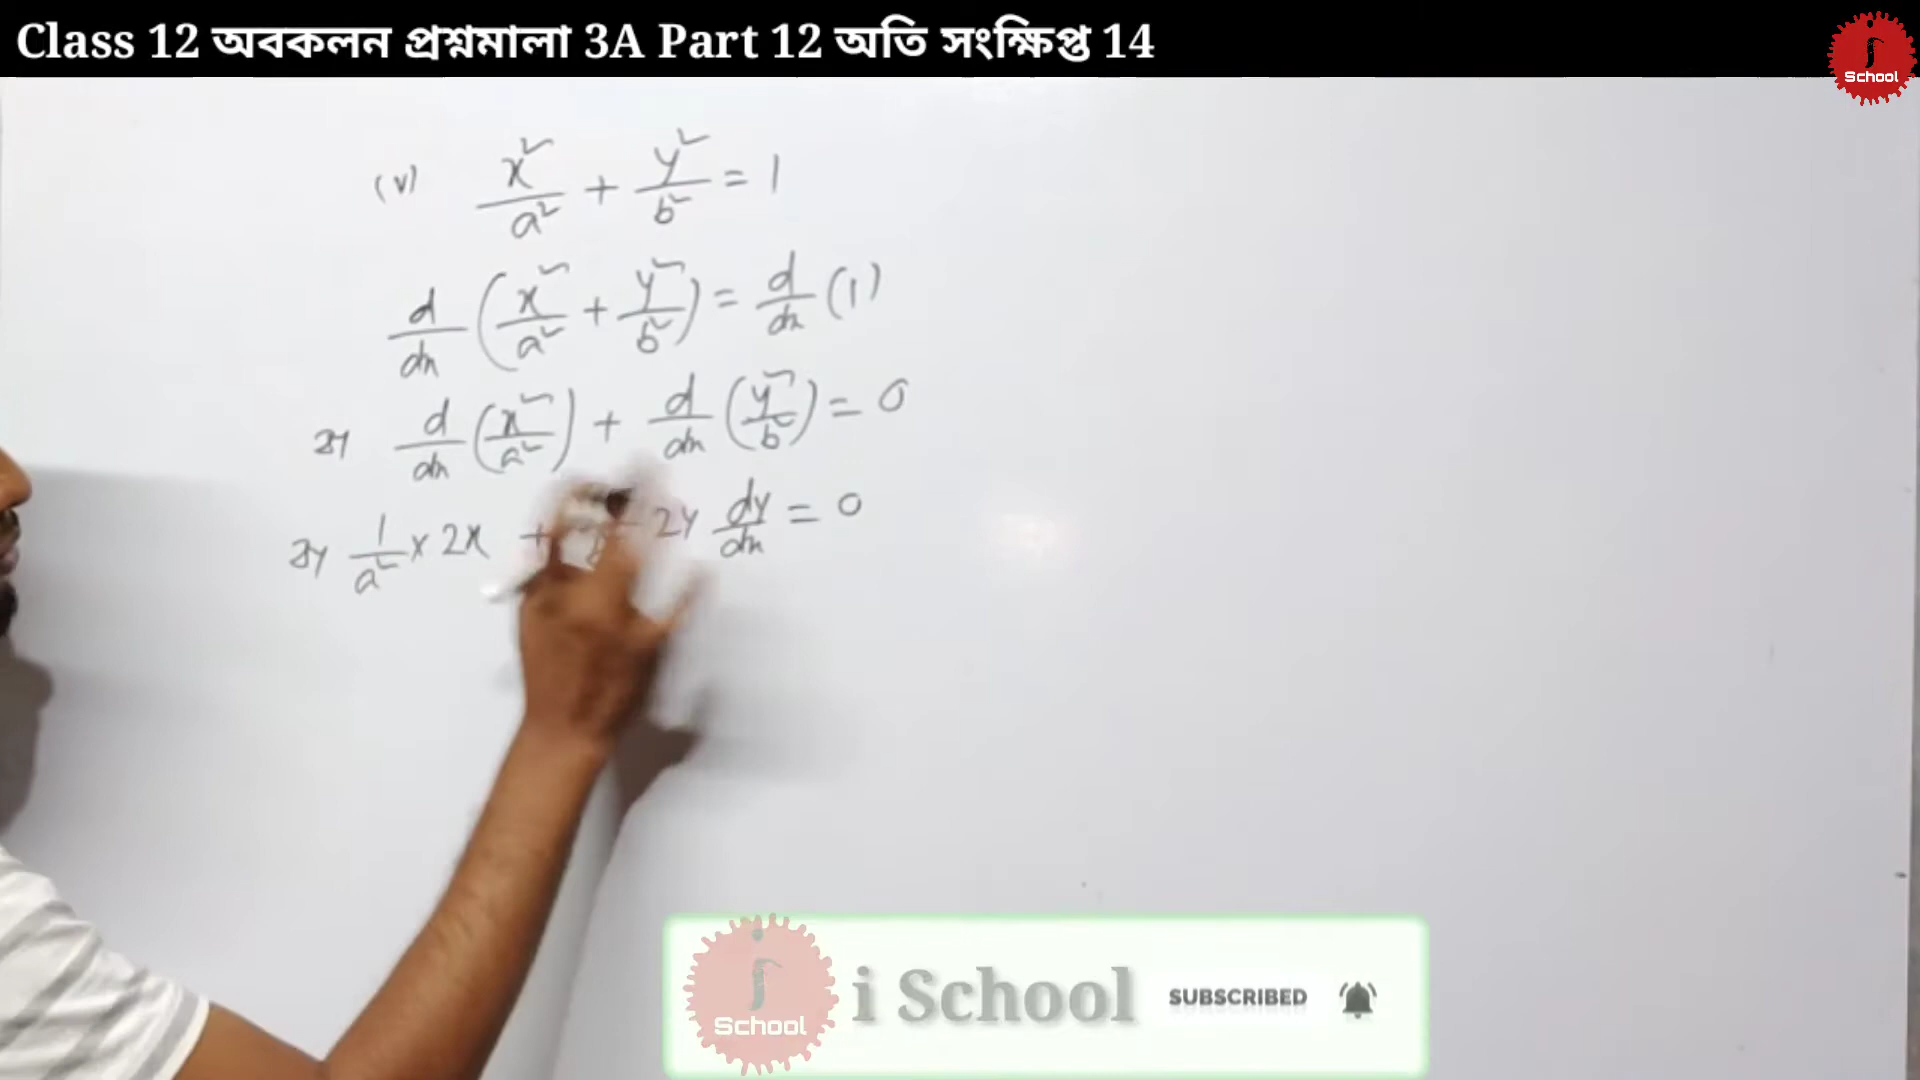 Class 12 অবকলন প্রশ্নমালা 3A Part 12 অতি সংক্ষিপ্ত 14
School
(v) x²/a² + y²/b² = 1
d/dx (x²/a² + y²/b²) = d/dx (1)
বা d/dx (x²/a²) + d/dx (y²/b²) = 0
বা 1/a² × 2x + 2y dy/dx = 0
i School SUBSCRIBED
School